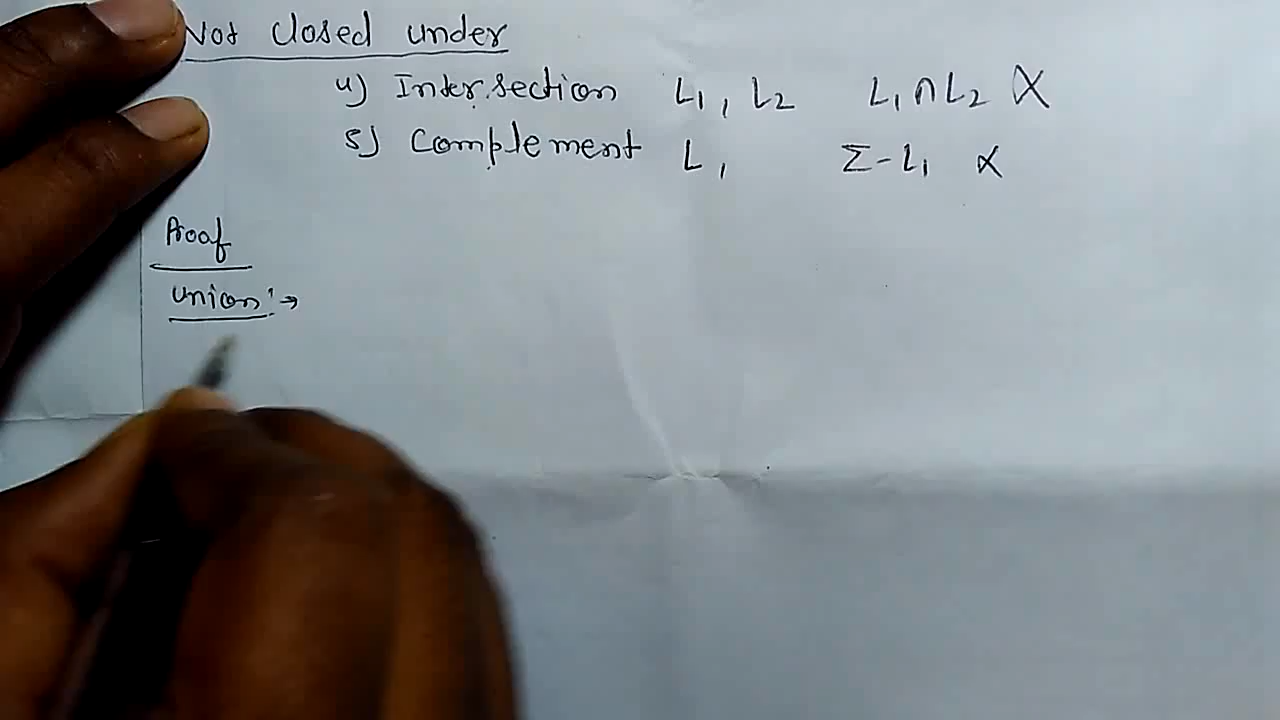 Not Closed under
4) Intersection L1, L2 L1 ∩ L2 X
5) Complement L1 Σ - L1 X
Proof
Union: →